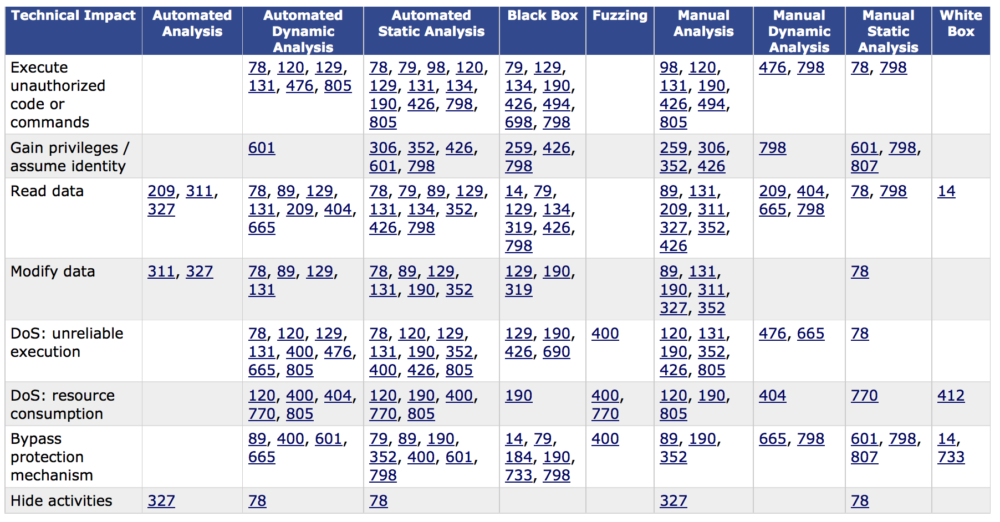 Technical Impact
Automated
Analysis
Automated
Dynamic
Analysis
Automated
Static Analysis
Black Box
Fuzzing
Manual
Analysis
Manual
Dynamic
Analysis
Manual
Static
Analysis
White
Box
Execute
unauthorized
code or
commands
78, 120, 129,
131, 476, 805
78, 79, 98, 120,
129, 131, 134,
190, 426, 798,
805
79, 129,
134, 190,
426, 494,
698, 798
98, 120,
131, 190,
426, 494,
805
476, 798
78, 798
Gain privileges /
assume identity
601
306, 352, 426,
601, 798
259, 426,
798
259, 306,
352, 426
798
601, 798,
807
Read data
209, 311,
327
78, 89, 129,
131, 209, 404,
665
78, 79, 89, 129,
131, 134, 352,
426, 798
14, 79,
129, 134,
319, 426,
798
89, 131,
209, 311,
327, 352,
426
209, 404,
665, 798
78, 798
14
Modify data
311, 327
78, 89, 129,
131
78, 89, 129,
131, 190, 352
129, 190,
319
89, 131,
190, 311,
327, 352
78
DoS: unreliable
execution
78, 120, 129,
131, 400, 476,
665, 805
78, 120, 129,
131, 190, 352,
400, 426, 805
129, 190,
426, 690
400
120, 131,
190, 352,
426, 805
476, 665
78
DoS: resource
consumption
120, 400, 404,
770, 805
120, 190, 400,
770, 805
190
400,
770
120, 190,
805
404
770
412
Bypass
protection
mechanism
89, 400, 601,
665
79, 89, 190,
352, 400, 601,
798
14, 79,
184, 190,
733, 798
400
89, 190,
352
665, 798
601, 798,
807
14,
733
Hide activities
327
78
78
327
78